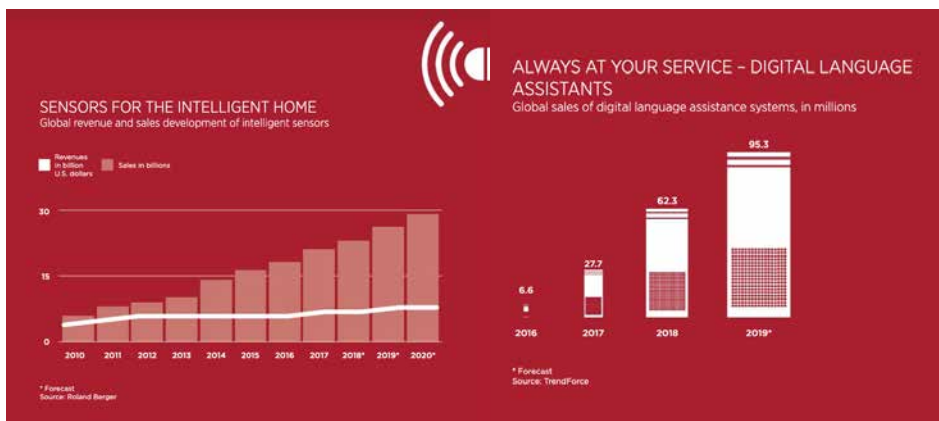 SENSORS FOR THE INTELLIGENT HOME
Global revenue and sales development of intelligent sensors
Revenues
in billion
U.S. dollars
Sales in billions
30
15
0
2010 2011 2012 2013 2014 2015 2016 2017 2018* 2019* 2020*
* Forecast
Source: Roland Berger
ALWAYS AT YOUR SERVICE – DIGITAL LANGUAGE
ASSISTANTS
Global sales of digital language assistance systems, in millions
95.3
62.3
27.7
6.6
2016 2017 2018 2019*
* Forecast
Source: TrendForce